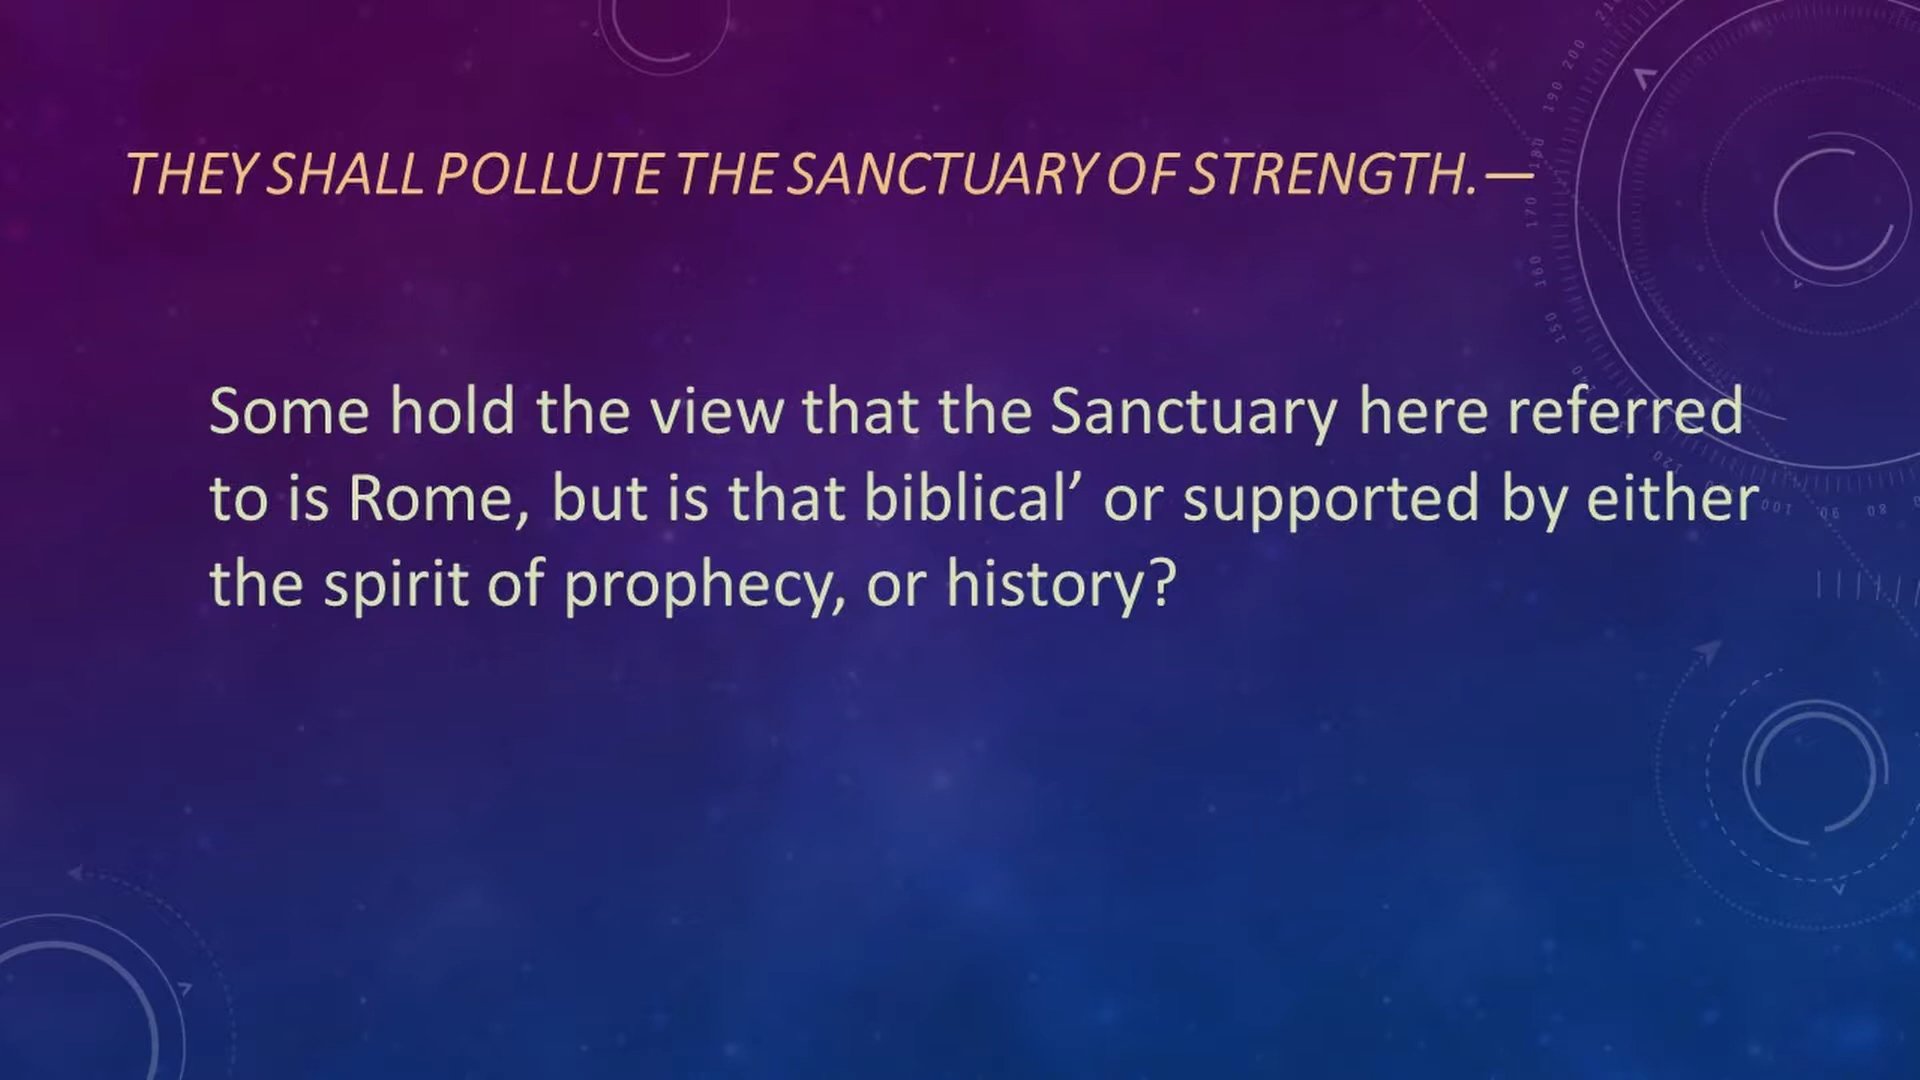 THEY SHALL POLLUTE THE SANCTUARY OF STRENGTH.—
Some hold the view that the Sanctuary here referred
to is Rome, but is that biblical’ or supported by either
the spirit of prophecy, or history?